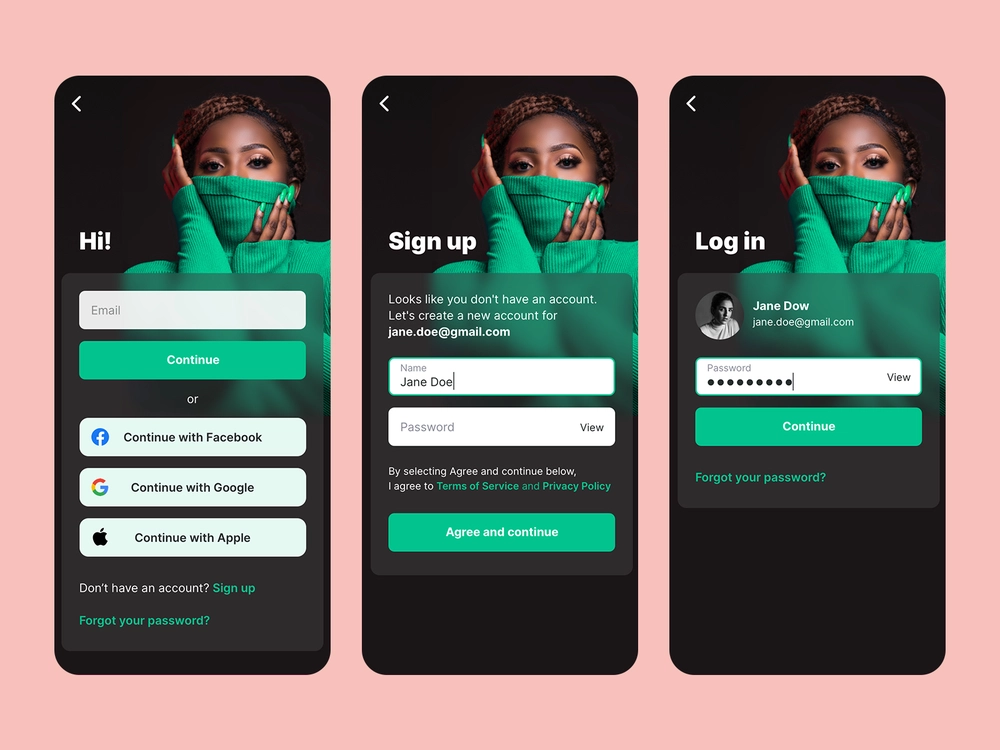 Hi!
Email
Continue
or
Continue with Facebook
Continue with Google
Continue with Apple
Don’t have an account? Sign up
Forgot your password?
Sign up
Looks like you don't have an account.
Let's create a new account for
jane.doe@gmail.com
Name
Jane Doe
Password
View
By selecting Agree and continue below,
I agree to Terms of Service and Privacy Policy
Agree and continue
Log in
Jane Dow
jane.doe@gmail.com
Password
View
Continue
Forgot your password?